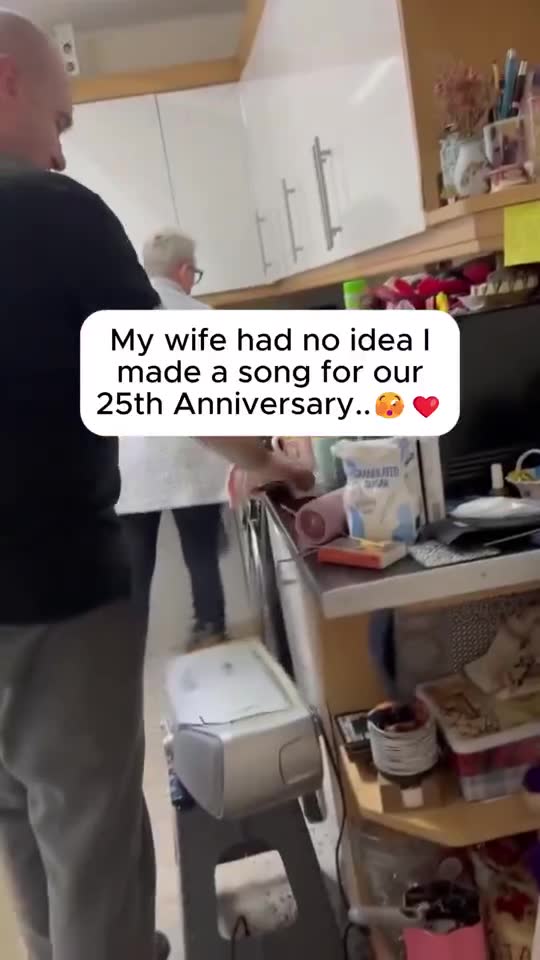 My wife had no idea I
made a song for our
25th Anniversary..🫣❤️
GRANULATED
SUGAR